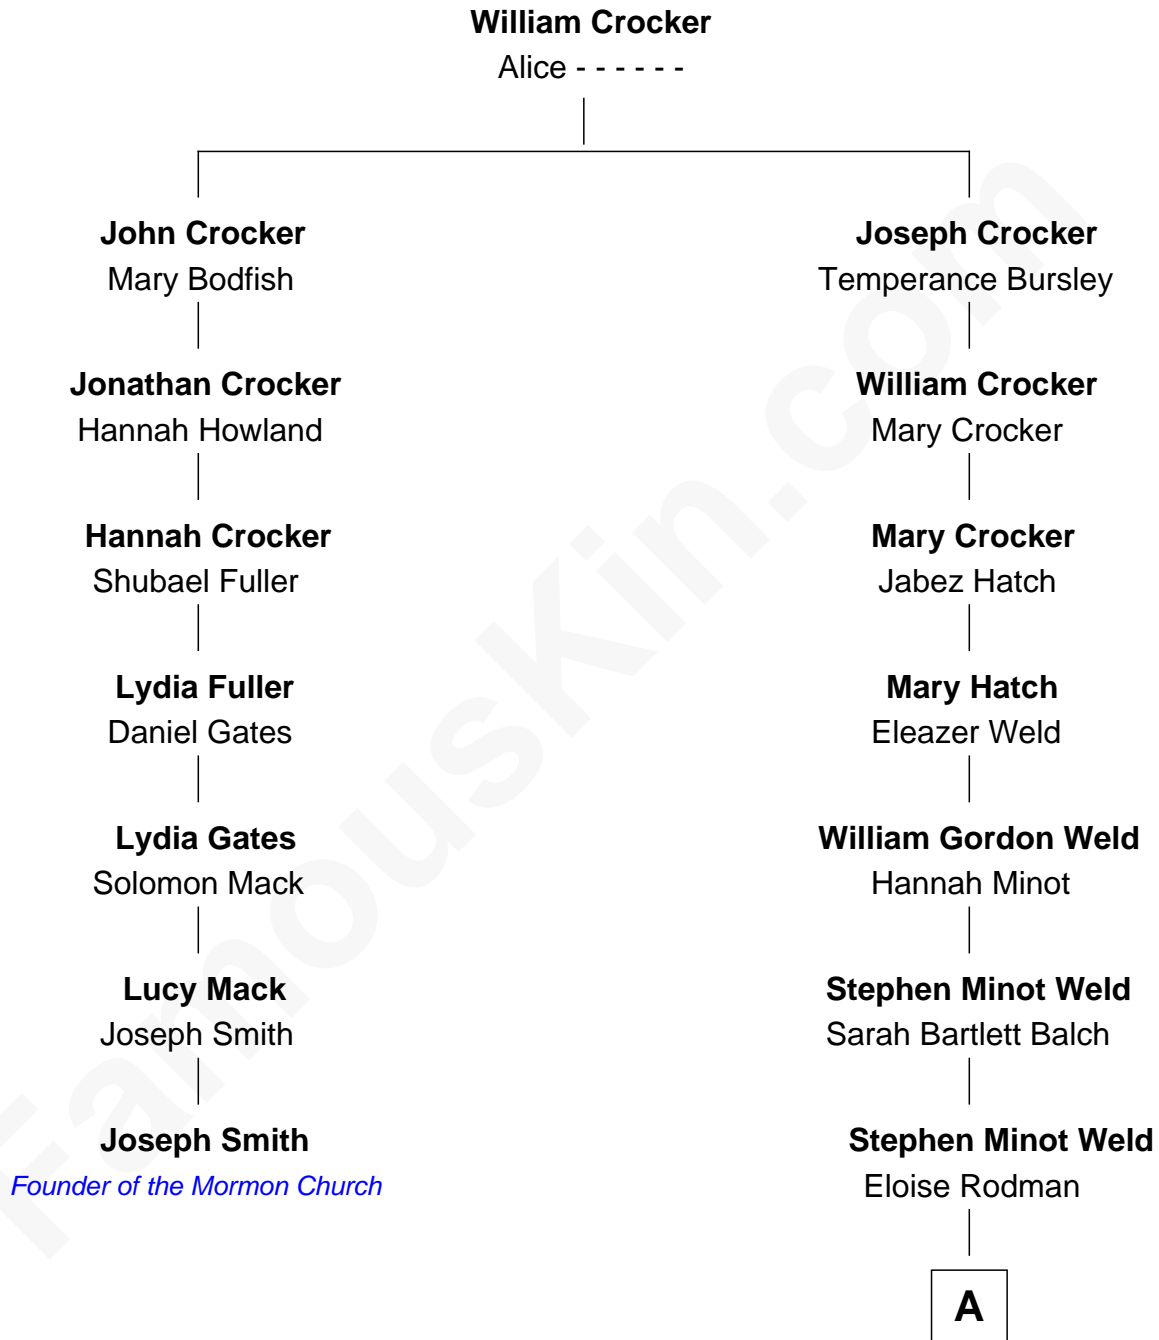 William Crocker
Alice - - - - - -
John Crocker
Mary Bodfish
Joseph Crocker
Temperance Bursley
Jonathan Crocker
Hannah Howland
William Crocker
Mary Crocker
Hannah Crocker
Shubael Fuller
Mary Crocker
Jabez Hatch
Lydia Fuller
Daniel Gates
Mary Hatch
Eleazer Weld
Lydia Gates
Solomon Mack
William Gordon Weld
Hannah Minot
Lucy Mack
Joseph Smith
Stephen Minot Weld
Sarah Bartlett Balch
Joseph Smith
Founder of the Mormon Church
Stephen Minot Weld
Eloise Rodman
A
FamousKin.com